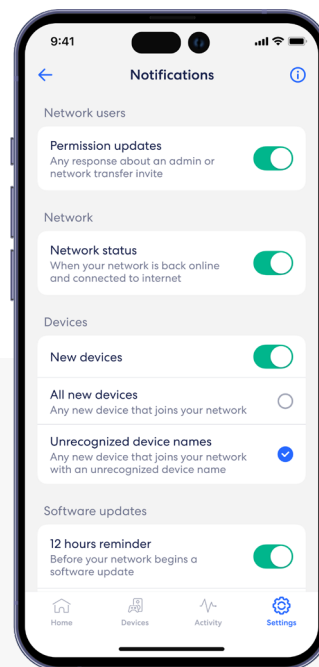 9:41
Notifications
Network users
Permission updates
Any response about an admin or
network transfer invite
Network
Network status
When your network is back online
and connected to internet
Devices
New devices
All new devices
Any new device that joins your network
Unrecognized device names
Any new device that joins your network
with an unrecognized device name
Software updates
12 hours reminder
Before your network begins a
software update
Home Devices Activity Settings